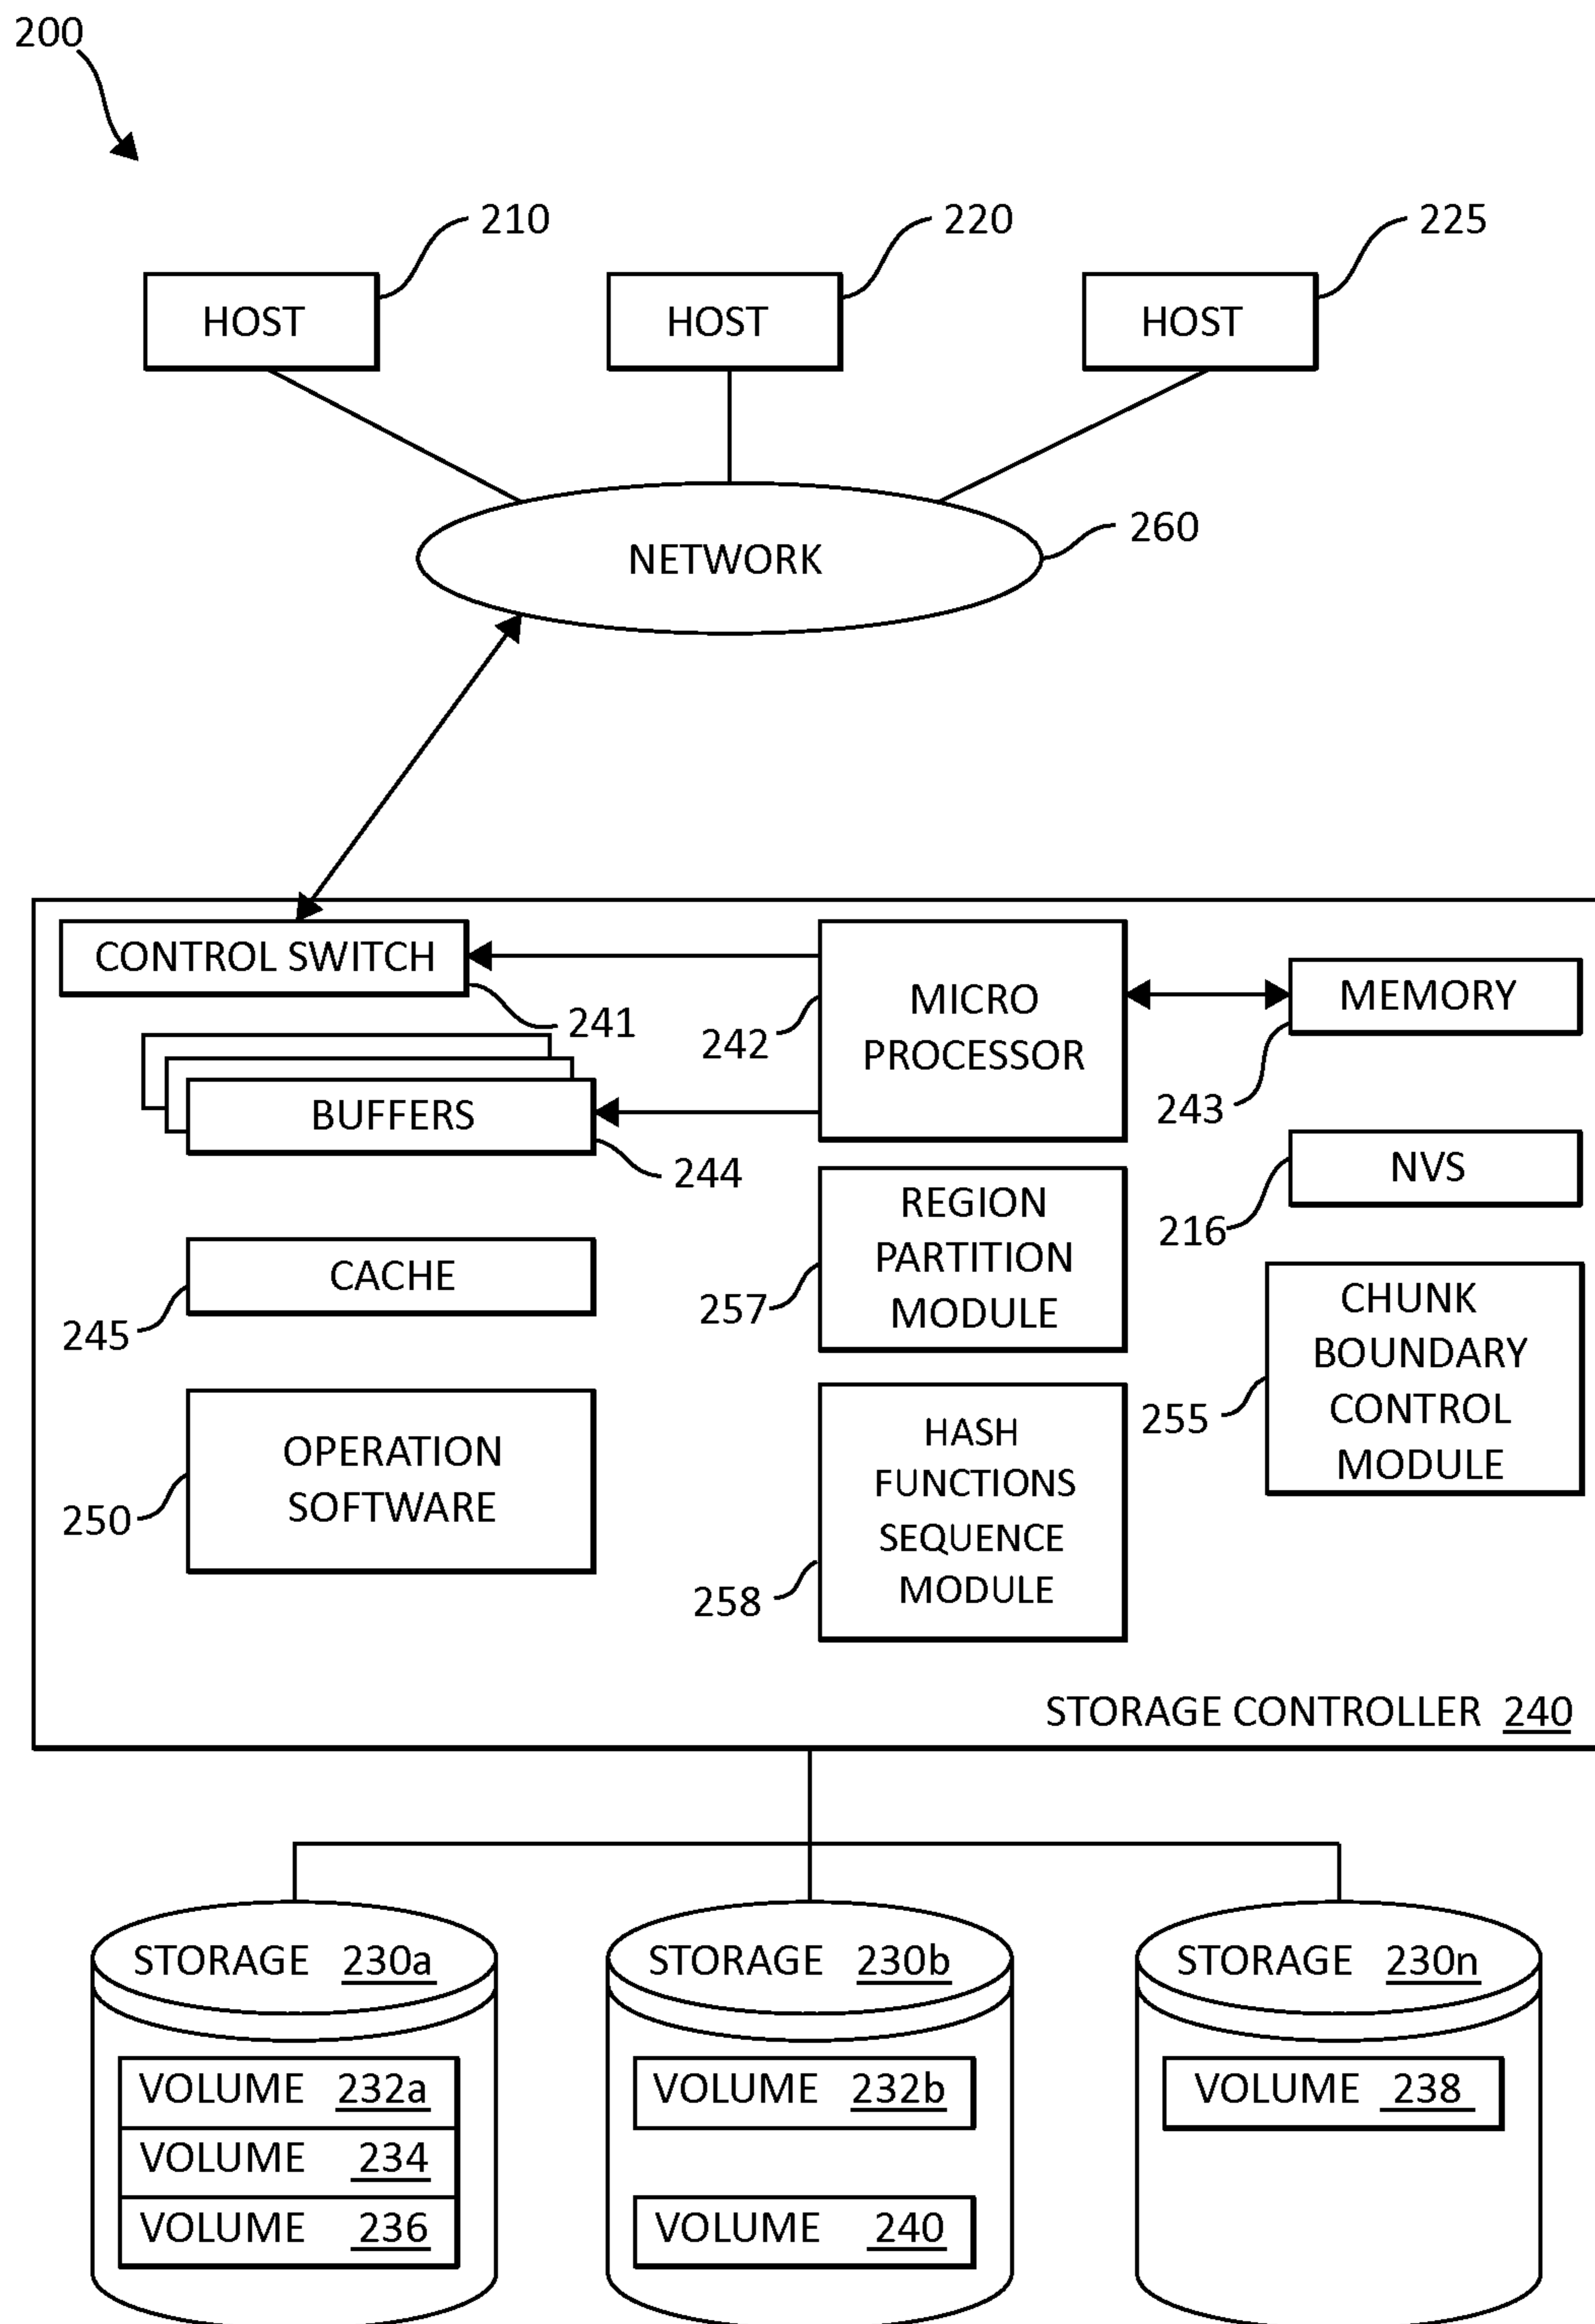 200
210
220
225
HOST
HOST
HOST
260
NETWORK
CONTROL SWITCH
241
MICRO
PROCESSOR
242
MEMORY
243
BUFFERS
244
NVS
216
REGION
PARTITION
MODULE
257
CACHE
245
CHUNK
BOUNDARY
CONTROL
MODULE
255
OPERATION
SOFTWARE
250
HASH
FUNCTIONS
SEQUENCE
MODULE
258
STORAGE CONTROLLER 240
STORAGE 230a
VOLUME 232a
VOLUME 234
VOLUME 236
STORAGE 230b
VOLUME 232b
VOLUME 240
STORAGE 230n
VOLUME 238